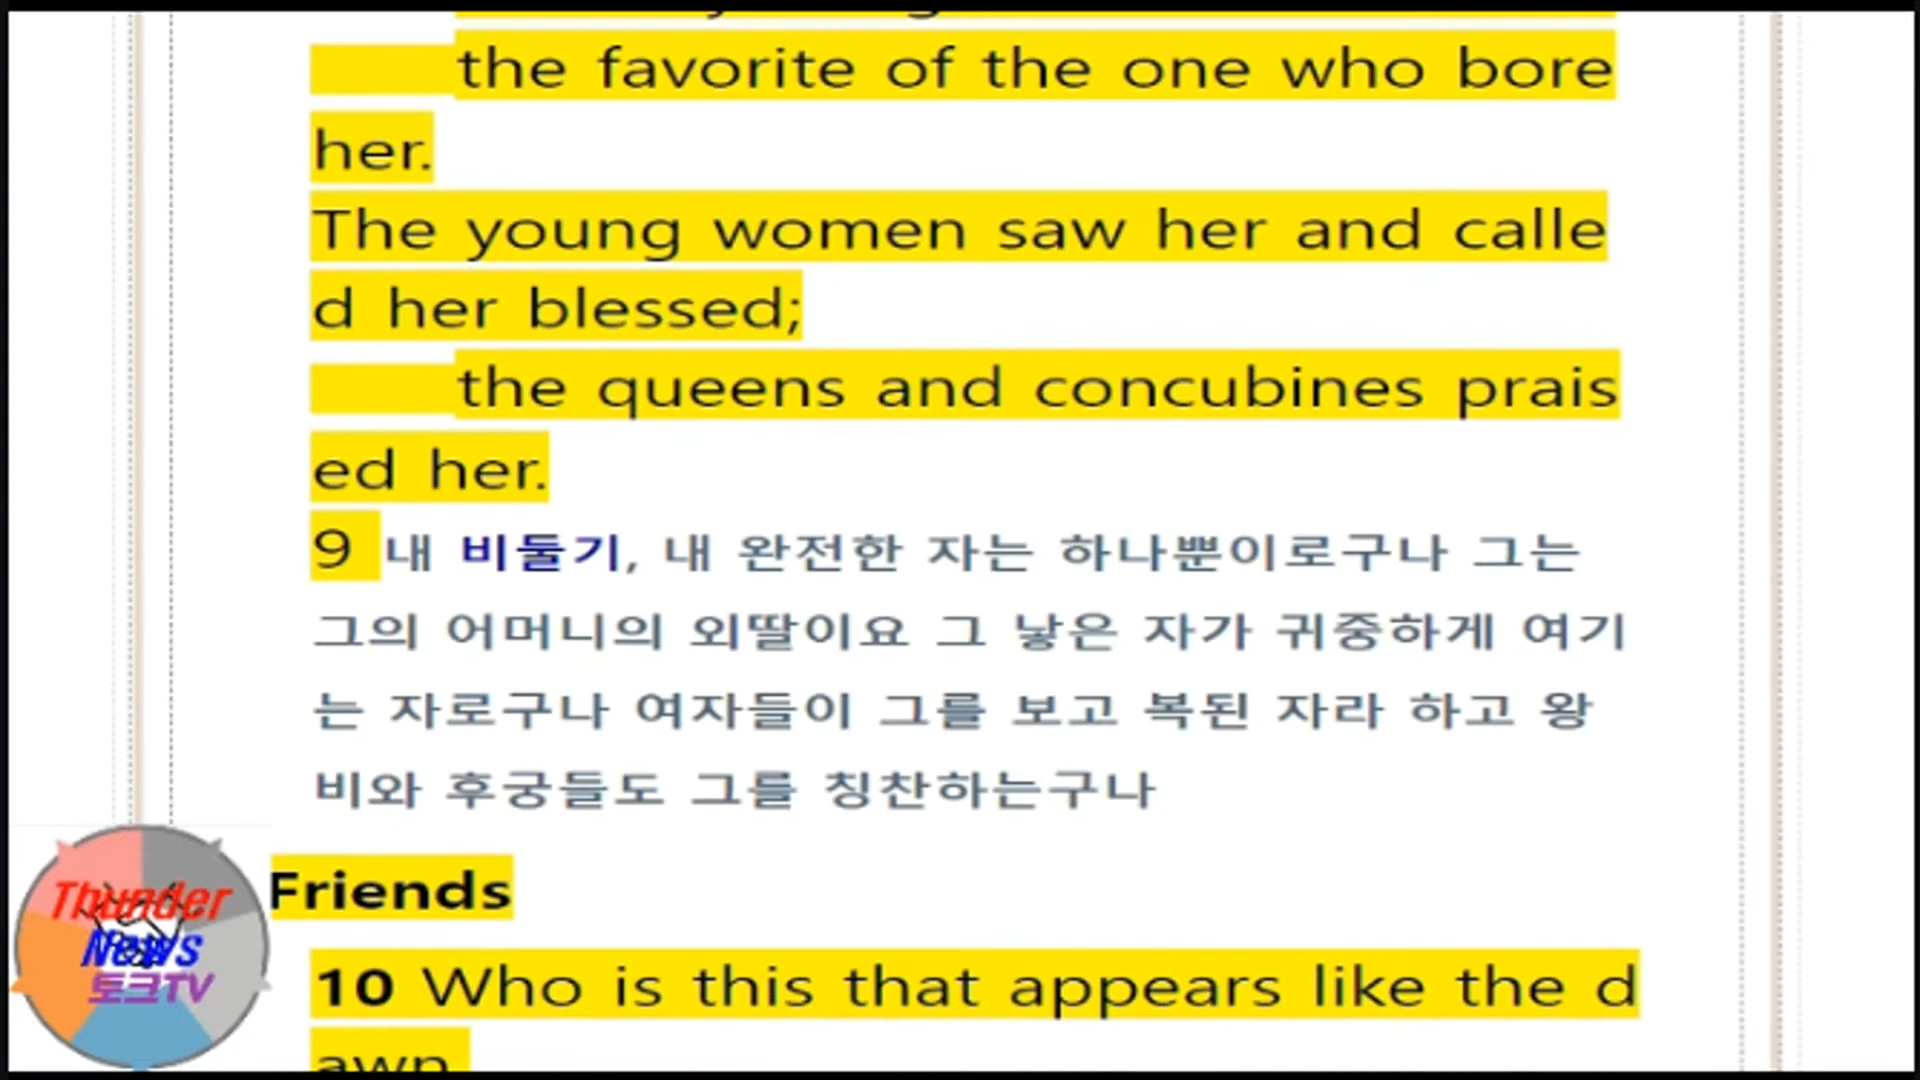 the favorite of the one who bore
her.
The young women saw her and calle
d her blessed;
the queens and concubines prais
ed her.
9 내 비둘기, 내 완전한 자는 하나뿐이로구나 그는
그의 어머니의 외딸이요 그 낳은 자가 귀중하게 여기
는 자로구나 여자들이 그를 보고 복된 자라 하고 왕
비와 후궁들도 그를 칭찬하는구나
Friends
10 Who is this that appears like the d
awn
Thunder
News
토크TV